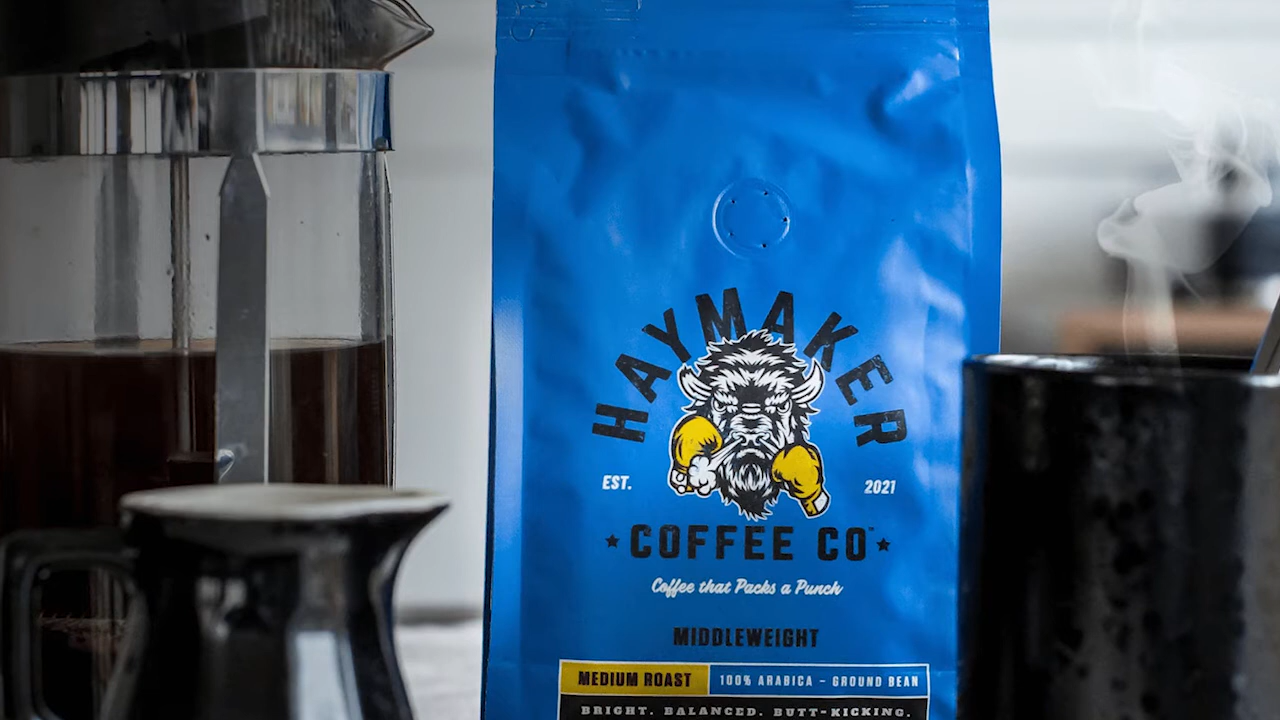 HAYMAKER
EST. 2021
COFFEE CO™
Coffee that Packs a Punch
MIDDLEWEIGHT
MEDIUM ROAST 100% ARABICA – GROUND BEAN
BRIGHT. BALANCED. BUTT-KICKING.